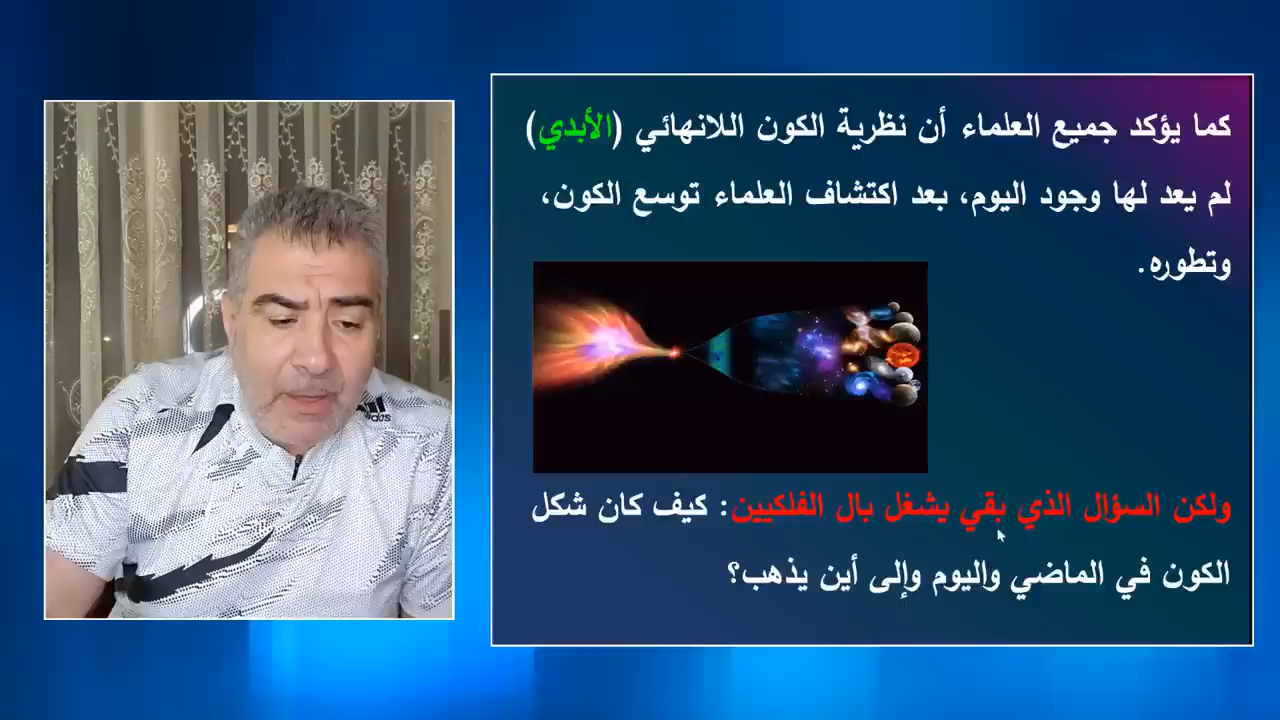 كما يؤكد جميع العلماء أن نظرية الكون اللانهائي (الأبدي)
لم يعد لها وجود اليوم، بعد اكتشاف العلماء توسع الكون،
وتطوره.
ولكن السؤال الذي بقي يشغل بال الفلكيين: كيف كان شكل
الكون في الماضي واليوم وإلى أين يذهب؟
adidas